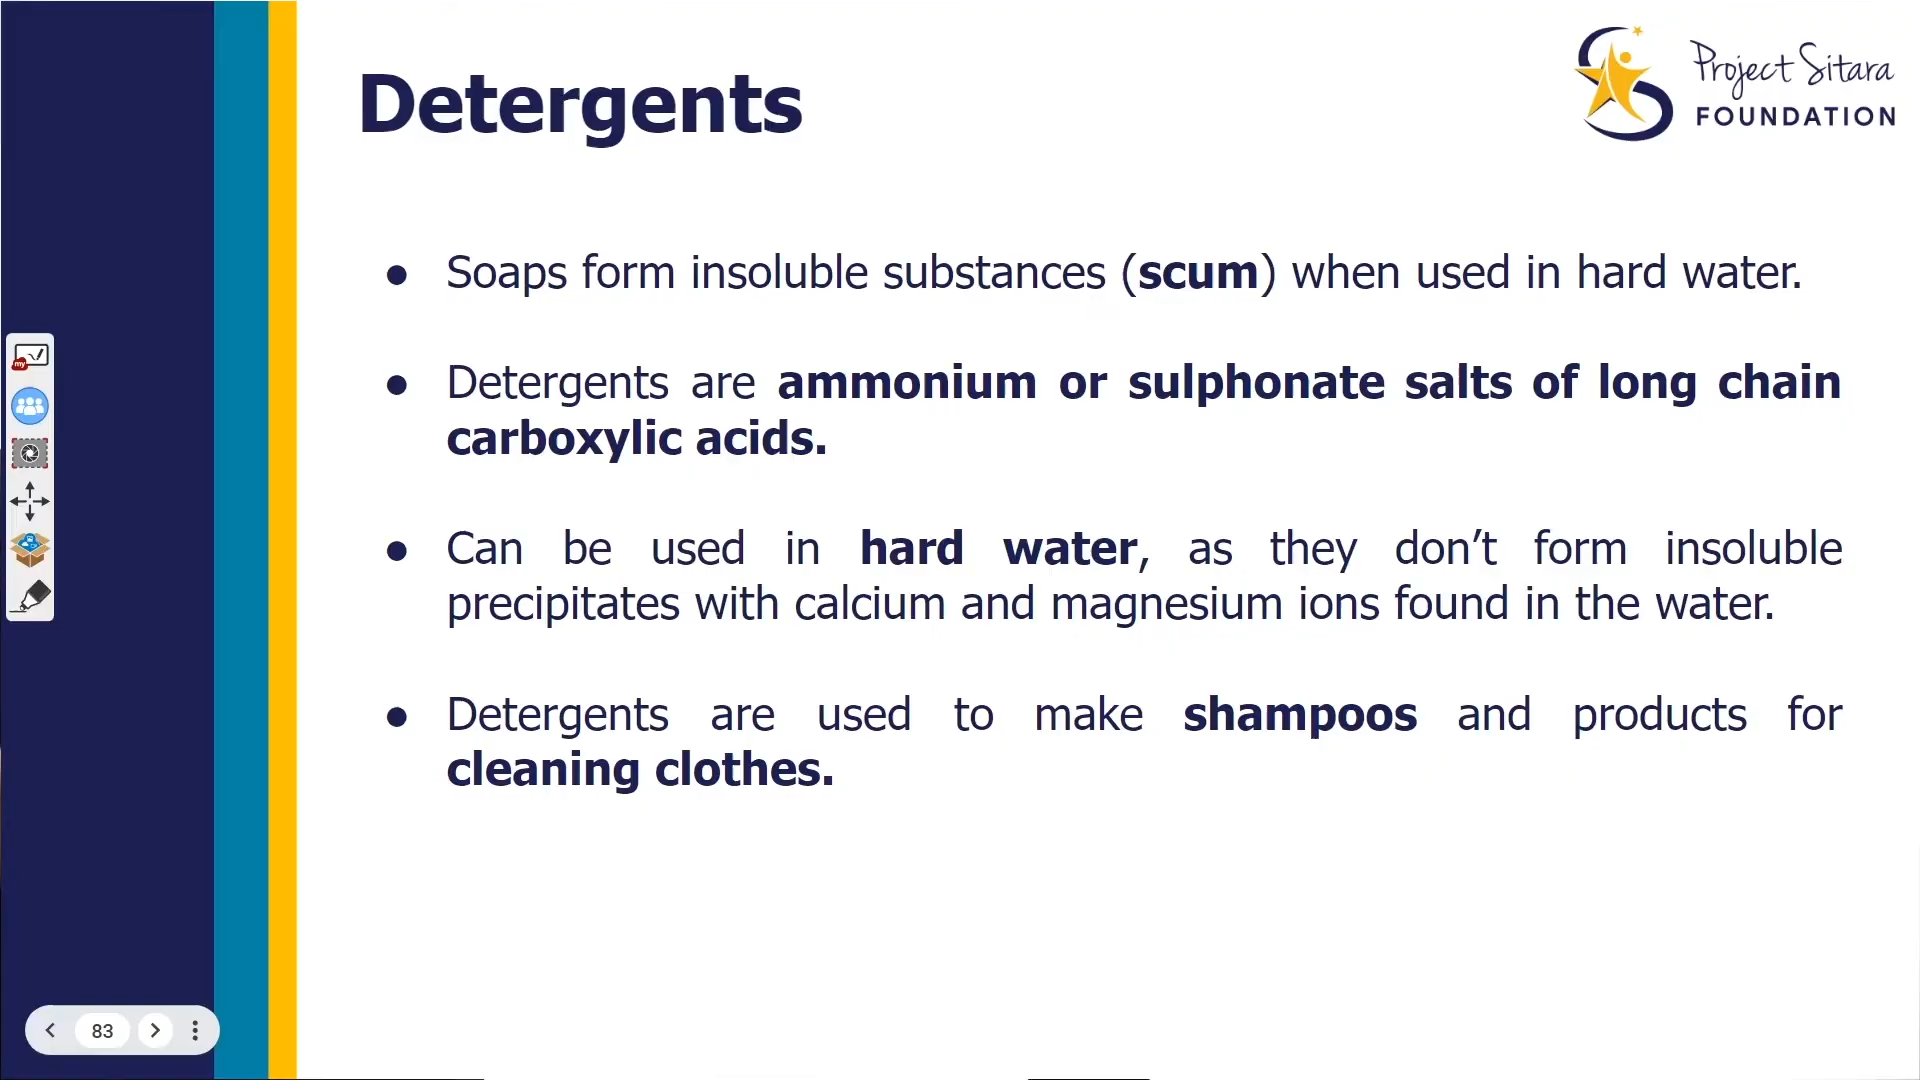 Detergents
Project Sitara
FOUNDATION
● Soaps form insoluble substances (scum) when used in hard water.
● Detergents are ammonium or sulphonate salts of long chain
carboxylic acids.
● Can be used in hard water, as they don’t form insoluble
precipitates with calcium and magnesium ions found in the water.
● Detergents are used to make shampoos and products for
cleaning clothes.
my
83